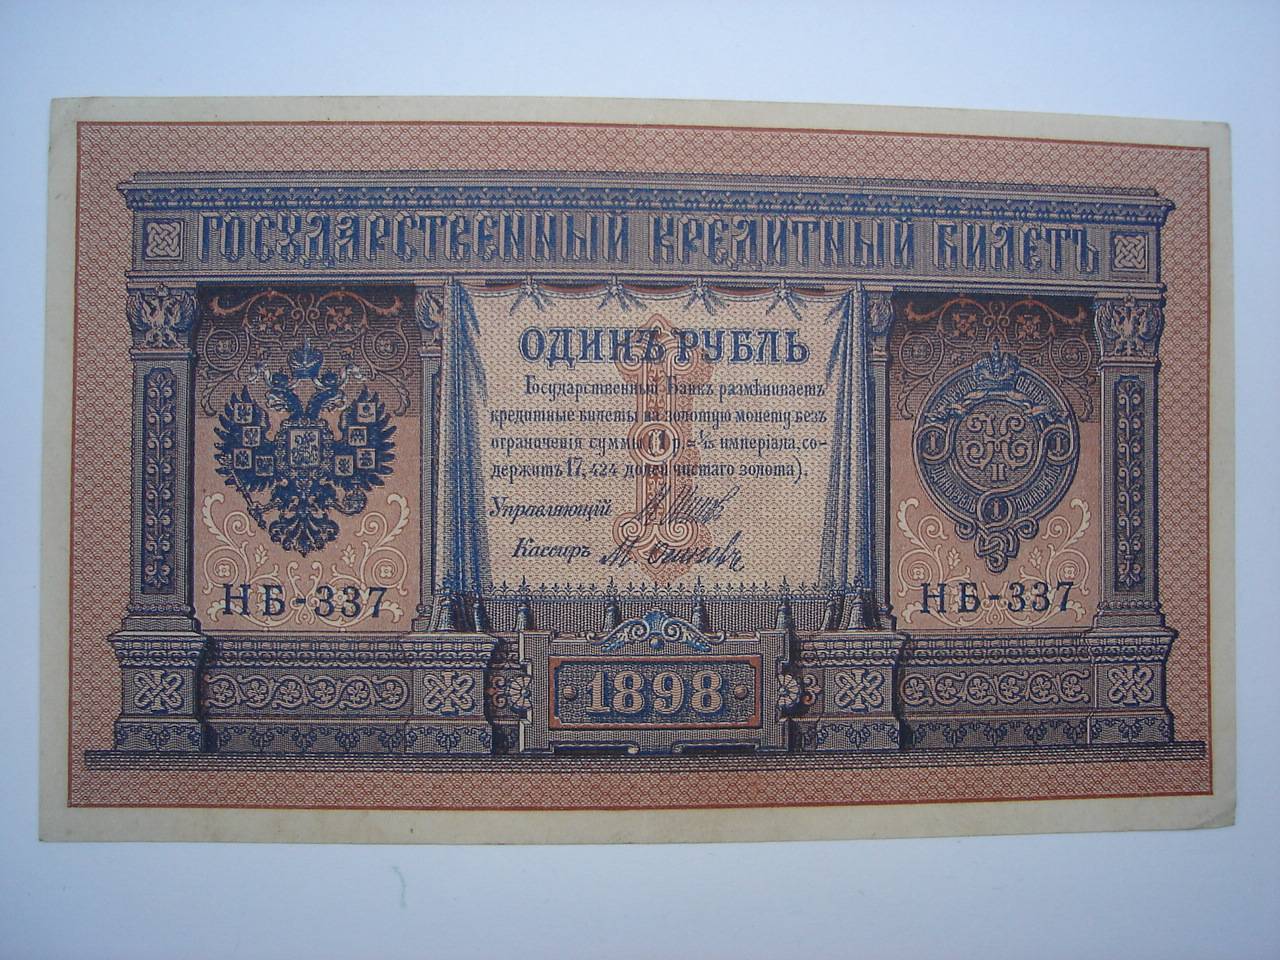 ГОСУДАРСТВЕННЫЙ КРЕДИТНЫЙ БИЛЕТЪ
ОДИНЪ РУБЛЬ
Государственный Банкъ размѣниваетъ
кредитные билеты на золотую монету безъ
ограниченія суммы (1 р. = 1/15 имперіала, со-
держитъ 17,424 долей чистаго золота).
Управляющій
Кассиръ
НБ-337
НБ-337
1898